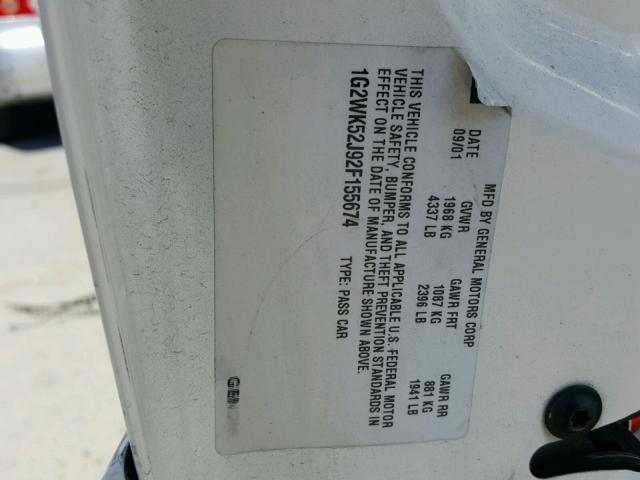 MFD BY GENERAL MOTORS CORP
DATE GVWR GAWR FRT GAWR RR
09/01 1968 KG 1087 KG 881 KG
4337 LB 2396 LB 1941 LB
THIS VEHICLE CONFORMS TO ALL APPLICABLE U.S. FEDERAL MOTOR
VEHICLE SAFETY, BUMPER, AND THEFT PREVENTION STANDARDS IN
EFFECT ON THE DATE OF MANUFACTURE SHOWN ABOVE.
1G2WK52J92F155674 TYPE: PASS CAR